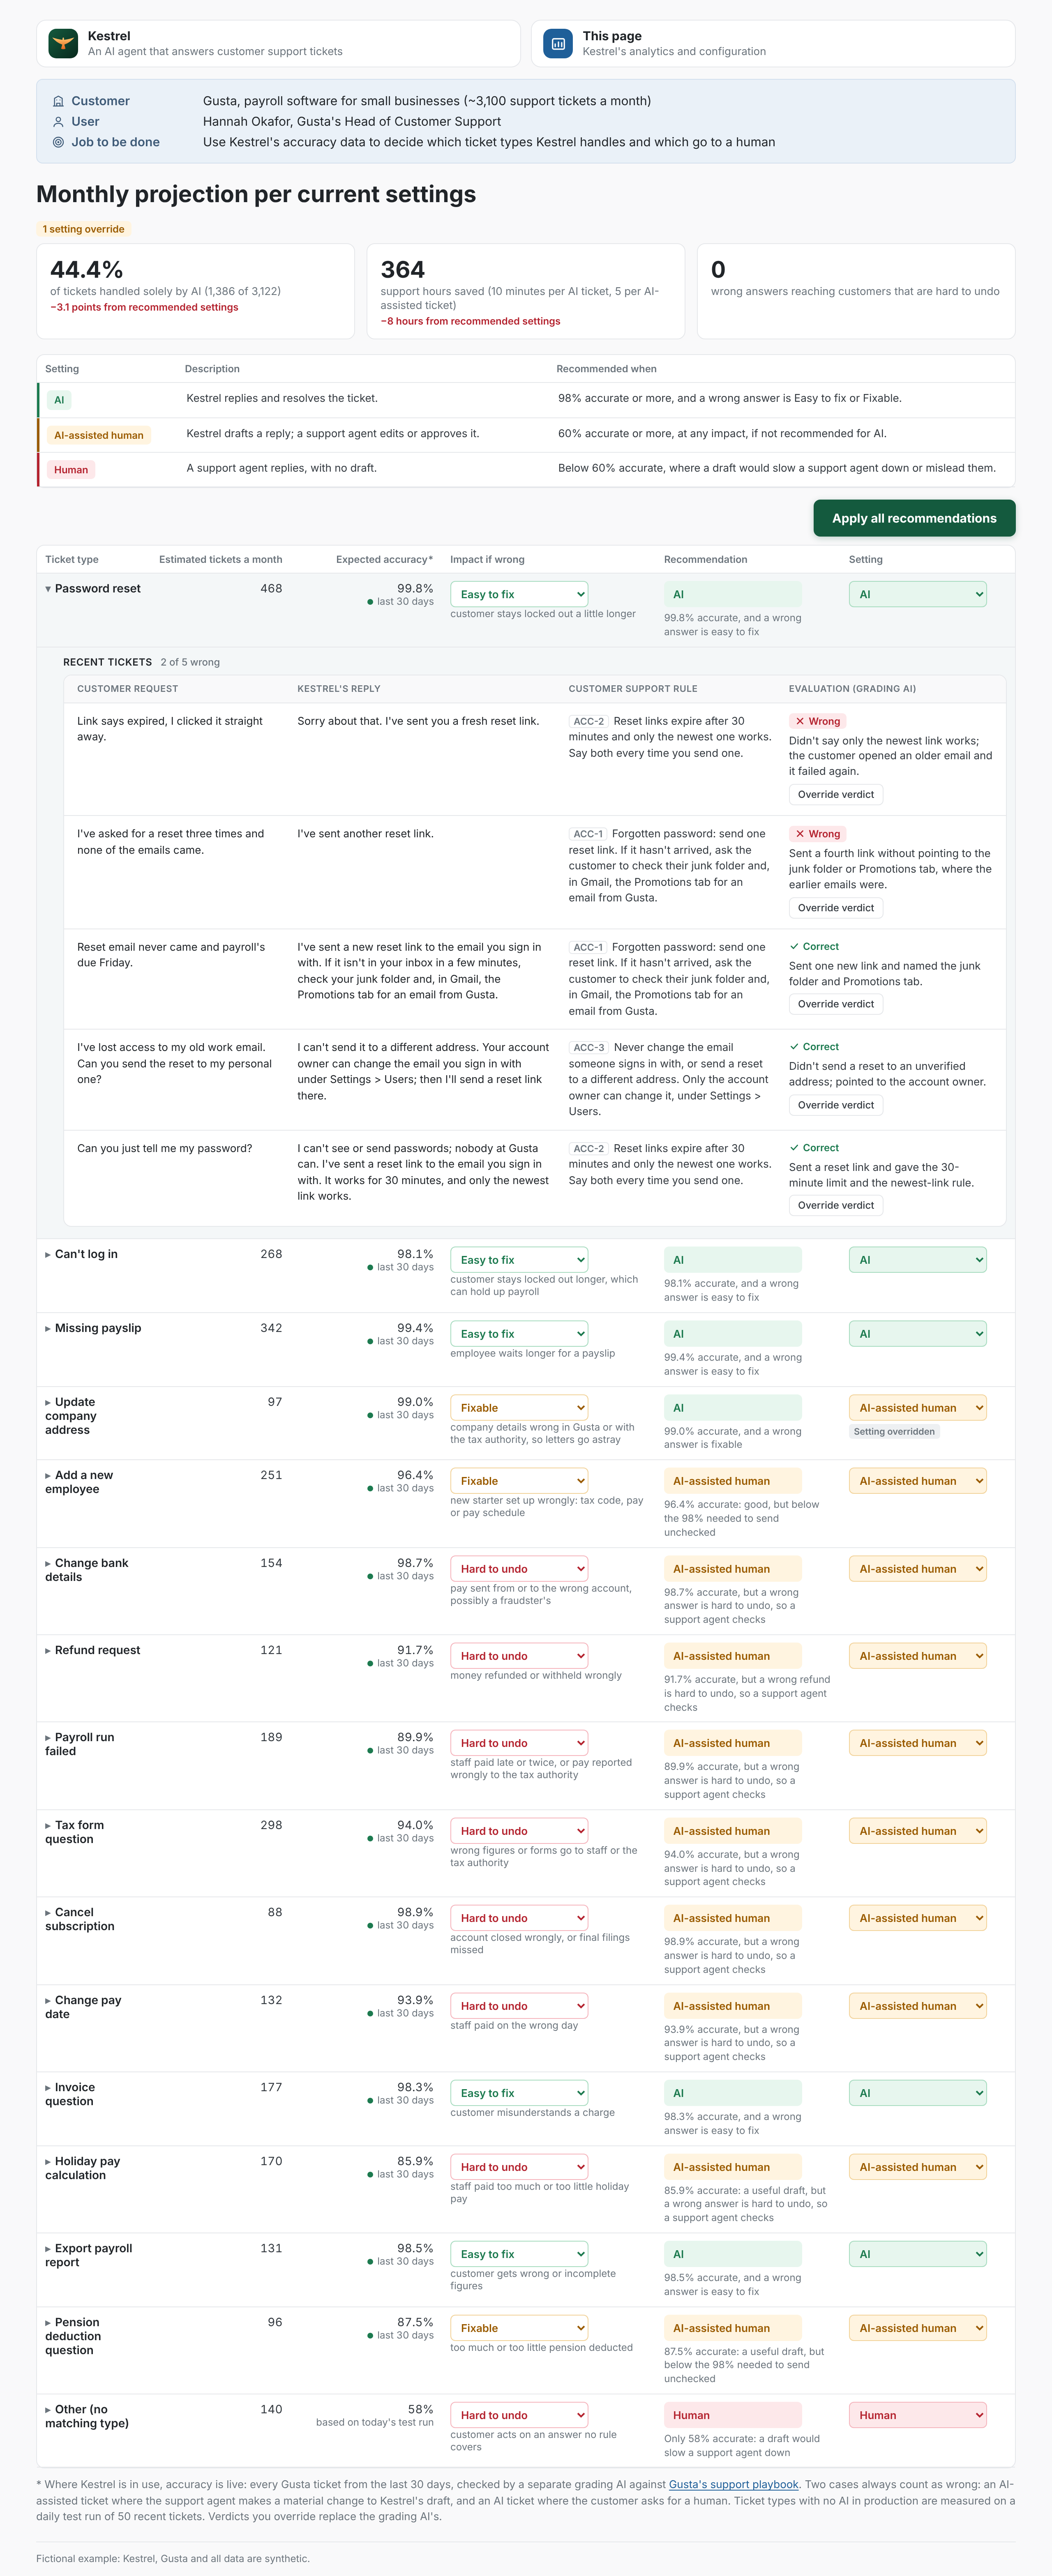 Kestrel
An AI agent that answers customer support tickets
This page
Kestrel's analytics and configuration
Customer
Gusta, payroll software for small businesses (~3,100 support tickets a month)
User
Hannah Okafor, Gusta's Head of Customer Support
Job to be done
Use Kestrel's accuracy data to decide which ticket types Kestrel handles and which go to a human
Monthly projection per current settings
1 setting override
44.4%
of tickets handled solely by AI (1,386 of 3,122)
−3.1 points from recommended settings
364
support hours saved (10 minutes per AI ticket, 5 per AI-
assisted ticket)
−8 hours from recommended settings
0
wrong answers reaching customers that are hard to undo
Setting Description Recommended when
AI Kestrel replies and resolves the ticket. 98% accurate or more, and a wrong answer is Easy to fix or Fixable.
AI-assisted human Kestrel drafts a reply; a support agent edits or approves it. 60% accurate or more, at any impact, if not recommended for AI.
Human A support agent replies, with no draft. Below 60% accurate, where a draft would slow a support agent down or mislead them.
Apply all recommendations
Ticket type Estimated tickets a month Expected accuracy* Impact if wrong Recommendation Setting
▾ Password reset 468 99.8% Easy to fix AI AI
last 30 days
customer stays locked out a little longer
99.8% accurate, and a wrong
answer is easy to fix
RECENT TICKETS 2 of 5 wrong
CUSTOMER REQUEST KESTREL'S REPLY CUSTOMER SUPPORT RULE EVALUATION (GRADING AI)
Link says expired, I clicked it straight
away.
Sorry about that. I've sent you a fresh reset link.
ACC-2 Reset links expire after 30
minutes and only the newest one works.
Say both every time you send one.
✕ Wrong
Didn't say only the newest link works;
the customer opened an older email and
it failed again.
Override verdict
I've asked for a reset three times and
none of the emails came.
I've sent another reset link.
ACC-1 Forgotten password: send one
reset link. If it hasn't arrived, ask the
customer to check their junk folder and,
in Gmail, the Promotions tab for an
email from Gusta.
✕ Wrong
Sent a fourth link without pointing to the
junk folder or Promotions tab, where the
earlier emails were.
Override verdict
Reset email never came and payroll's
due Friday.
I've sent a new reset link to the email you sign in
with. If it isn't in your inbox in a few minutes,
check your junk folder and, in Gmail, the
Promotions tab for an email from Gusta.
ACC-1 Forgotten password: send one
reset link. If it hasn't arrived, ask the
customer to check their junk folder and,
in Gmail, the Promotions tab for an
email from Gusta.
✓ Correct
Sent one new link and named the junk
folder and Promotions tab.
Override verdict
I've lost access to my old work email.
Can you send the reset to my personal
one?
I can't send it to a different address. Your account
owner can change the email you sign in with
under Settings > Users; then I'll send a reset link
there.
ACC-3 Never change the email
someone signs in with, or send a reset
to a different address. Only the account
owner can change it, under Settings >
Users.
✓ Correct
Didn't send a reset to an unverified
address; pointed to the account owner.
Override verdict
Can you just tell me my password?
I can't see or send passwords; nobody at Gusta
can. I've sent a reset link to the email you sign in
with. It works for 30 minutes, and only the newest
link works.
ACC-2 Reset links expire after 30
minutes and only the newest one works.
Say both every time you send one.
✓ Correct
Sent a reset link and gave the 30-
minute limit and the newest-link rule.
Override verdict
▸ Can't log in 268 98.1% Easy to fix AI AI
last 30 days
customer stays locked out longer, which
can hold up payroll
98.1% accurate, and a wrong
answer is easy to fix
▸ Missing payslip 342 99.4% Easy to fix AI AI
last 30 days
employee waits longer for a payslip
99.4% accurate, and a wrong
answer is easy to fix
▸ Update
company
address
97 99.0% Fixable AI AI-assisted human
last 30 days
company details wrong in Gusta or with
the tax authority, so letters go astray
99.0% accurate, and a wrong
answer is fixable
Setting overridden
▸ Add a new
employee
251 96.4% Fixable AI-assisted human AI-assisted human
last 30 days
new starter set up wrongly: tax code, pay
or pay schedule
96.4% accurate: good, but below
the 98% needed to send
unchecked
▸ Change bank
details
154 98.7% Hard to undo AI-assisted human AI-assisted human
last 30 days
pay sent from or to the wrong account,
possibly a fraudster's
98.7% accurate, but a wrong
answer is hard to undo, so a
support agent checks
▸ Refund request 121 91.7% Hard to undo AI-assisted human AI-assisted human
last 30 days
money refunded or withheld wrongly
91.7% accurate, but a wrong refund
is hard to undo, so a support agent
checks
▸ Payroll run
failed
189 89.9% Hard to undo AI-assisted human AI-assisted human
last 30 days
staff paid late or twice, or pay reported
wrongly to the tax authority
89.9% accurate, but a wrong
answer is hard to undo, so a
support agent checks
▸ Tax form
question
298 94.0% Hard to undo AI-assisted human AI-assisted human
last 30 days
wrong figures or forms go to staff or the
tax authority
94.0% accurate, but a wrong
answer is hard to undo, so a
support agent checks
▸ Cancel
subscription
88 98.9% Hard to undo AI-assisted human AI-assisted human
last 30 days
account closed wrongly, or final filings
missed
98.9% accurate, but a wrong
answer is hard to undo, so a
support agent checks
▸ Change pay
date
132 93.9% Hard to undo AI-assisted human AI-assisted human
last 30 days
staff paid on the wrong day
93.9% accurate, but a wrong
answer is hard to undo, so a
support agent checks
▸ Invoice
question
177 98.3% Easy to fix AI AI
last 30 days
customer misunderstands a charge
98.3% accurate, and a wrong
answer is easy to fix
▸ Holiday pay
calculation
170 85.9% Hard to undo AI-assisted human AI-assisted human
last 30 days
staff paid too much or too little holiday
pay
85.9% accurate: a useful draft, but
a wrong answer is hard to undo, so
a support agent checks
▸ Export payroll
report
131 98.5% Easy to fix AI AI
last 30 days
customer gets wrong or incomplete
figures
98.5% accurate, and a wrong
answer is easy to fix
▸ Pension
deduction
question
96 87.5% Fixable AI-assisted human AI-assisted human
last 30 days
too much or too little pension deducted
87.5% accurate: a useful draft, but
below the 98% needed to send
unchecked
▸ Other (no
matching type)
140 58% Hard to undo Human Human
based on today's test run
customer acts on an answer no rule
covers
Only 58% accurate: a draft would
slow a support agent down
* Where Kestrel is in use, accuracy is live: every Gusta ticket from the last 30 days, checked by a separate grading AI against Gusta's support playbook. Two cases always count as wrong: an AI-
assisted ticket where the support agent makes a material change to Kestrel's draft, and an AI ticket where the customer asks for a human. Ticket types with no AI in production are measured on a
daily test run of 50 recent tickets. Verdicts you override replace the grading AI's.
Fictional example: Kestrel, Gusta and all data are synthetic.